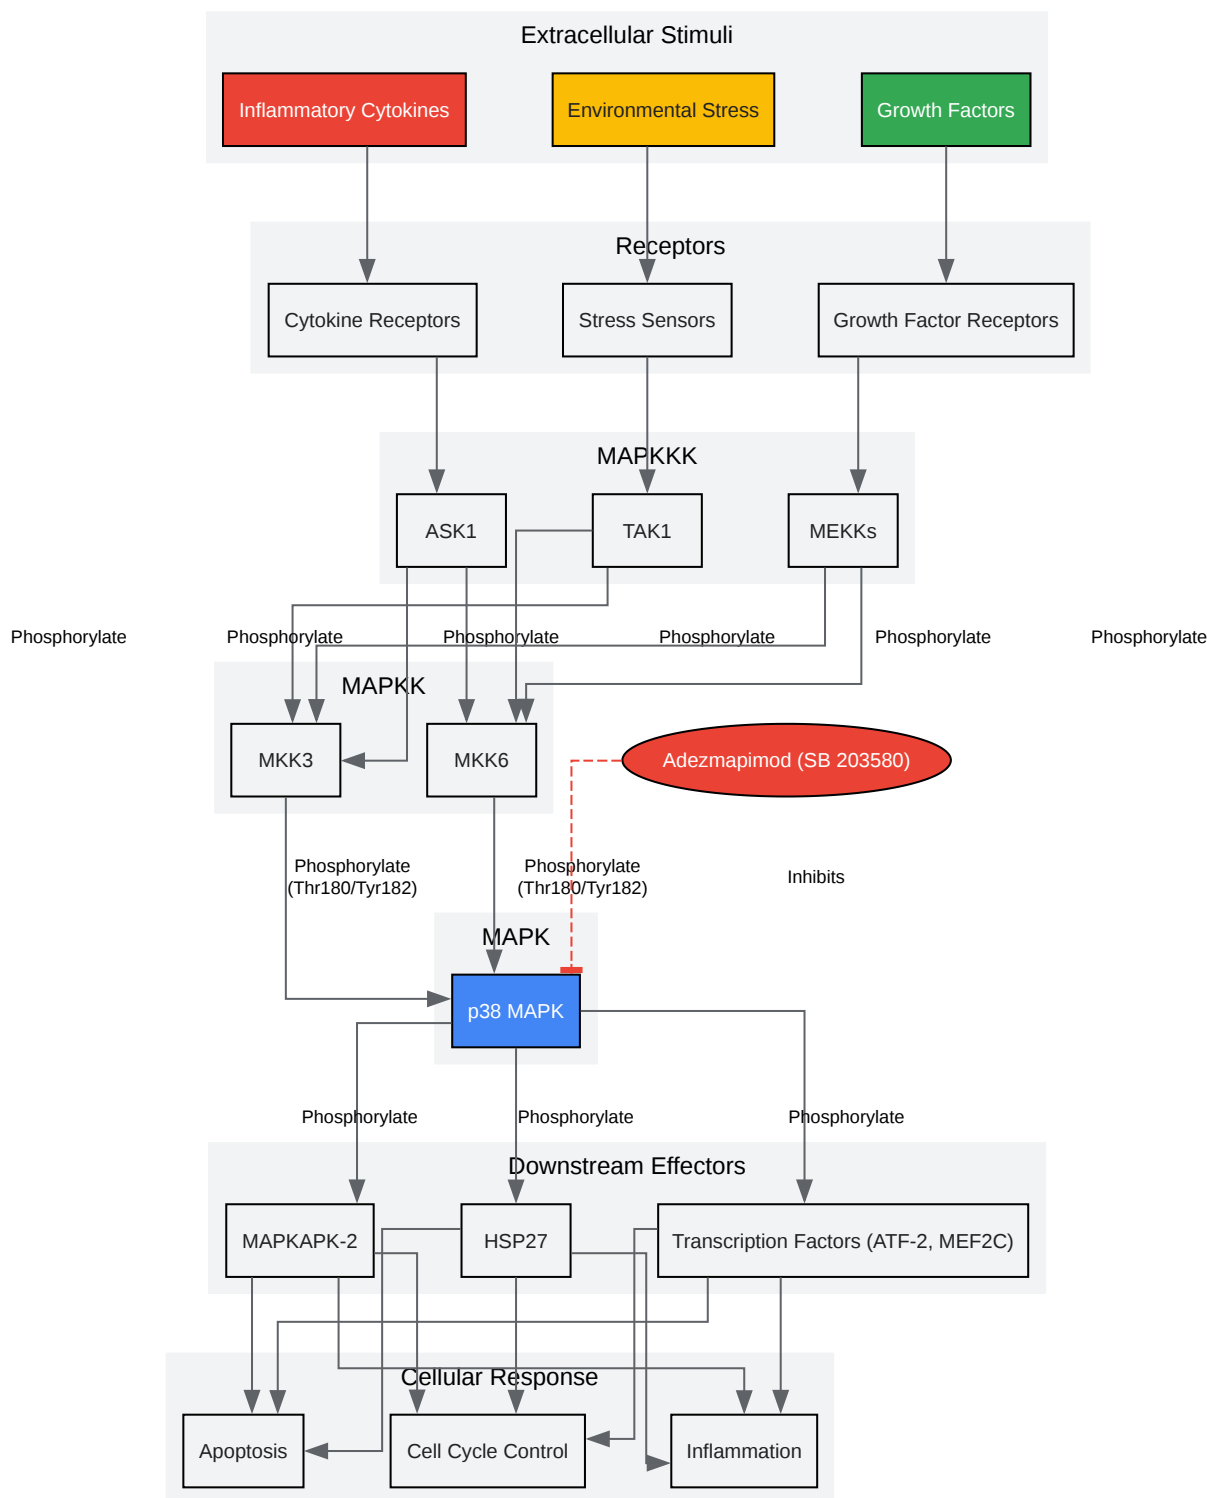 Extracellular Stimuli
Inflammatory Cytokines
Environmental Stress
Growth Factors
Receptors
Cytokine Receptors
Stress Sensors
Growth Factor Receptors
MAPKKK
ASK1
TAK1
MEKKs
Phosphorylate
Phosphorylate
Phosphorylate
Phosphorylate
Phosphorylate
Phosphorylate
MAPKK
MKK3
MKK6
Adezmapimod (SB 203580)
Phosphorylate
(Thr180/Tyr182)
Phosphorylate
(Thr180/Tyr182)
Inhibits
MAPK
p38 MAPK
Phosphorylate
Phosphorylate
Phosphorylate
Downstream Effectors
MAPKAPK-2
HSP27
Transcription Factors (ATF-2, MEF2C)
Cellular Response
Apoptosis
Cell Cycle Control
Inflammation